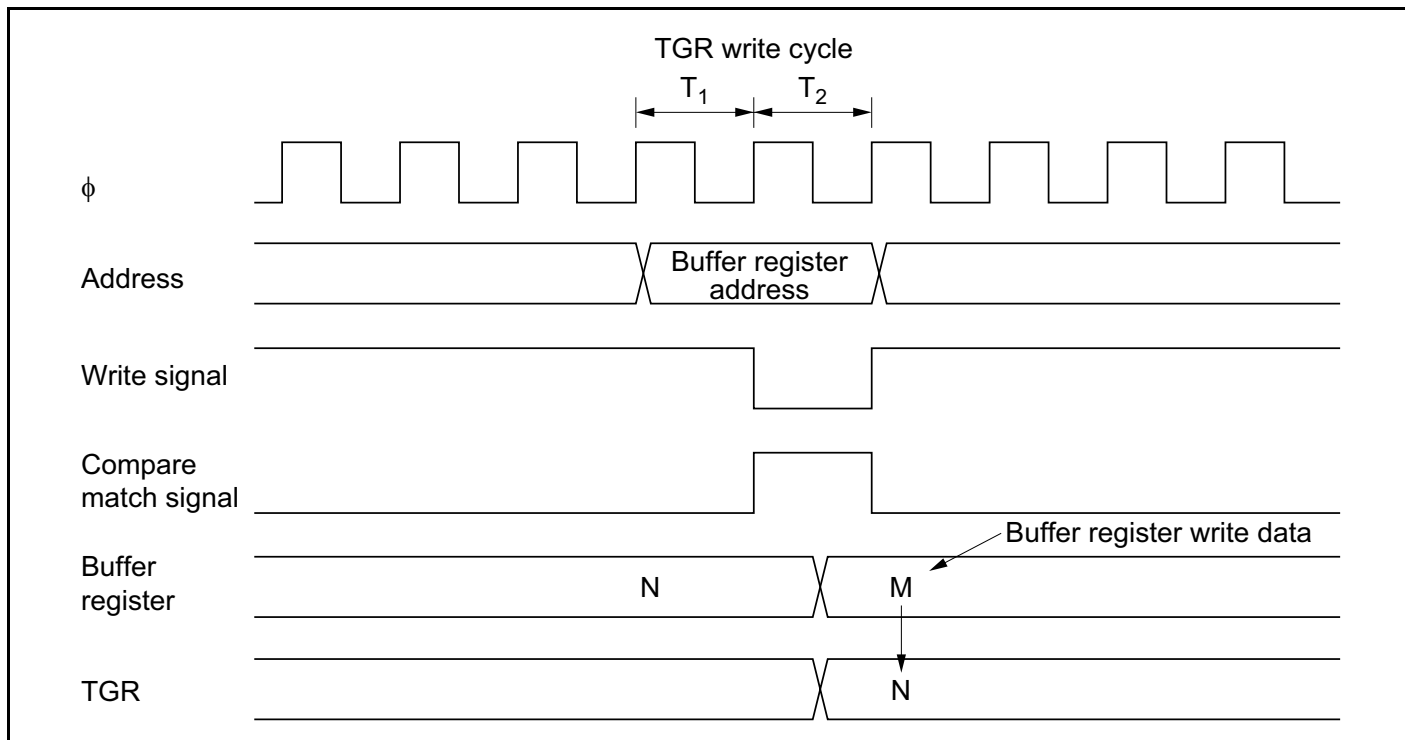 TGR write cycle
T₁ T₂
ϕ
Address
Buffer register
address
Write signal
Compare
match signal
Buffer register write data
Buffer
register
N M
TGR
N